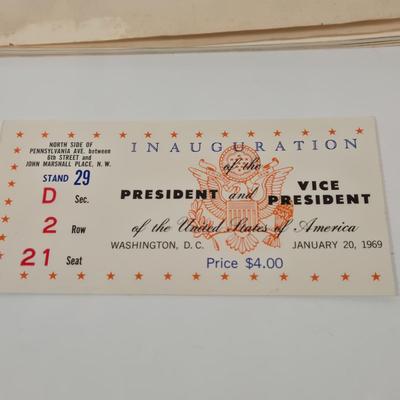 NORTH SIDE OF
PENNSYLVANIA AVE. between
6th STREET and
JOHN MARSHALL PLACE, N. W.
STAND 29
D Sec.
2 Row
21 Seat
INAUGURATION
of the
PRESIDENT and VICE PRESIDENT
of the United States of America
WASHINGTON, D. C. JANUARY 20, 1969
Price $4.00